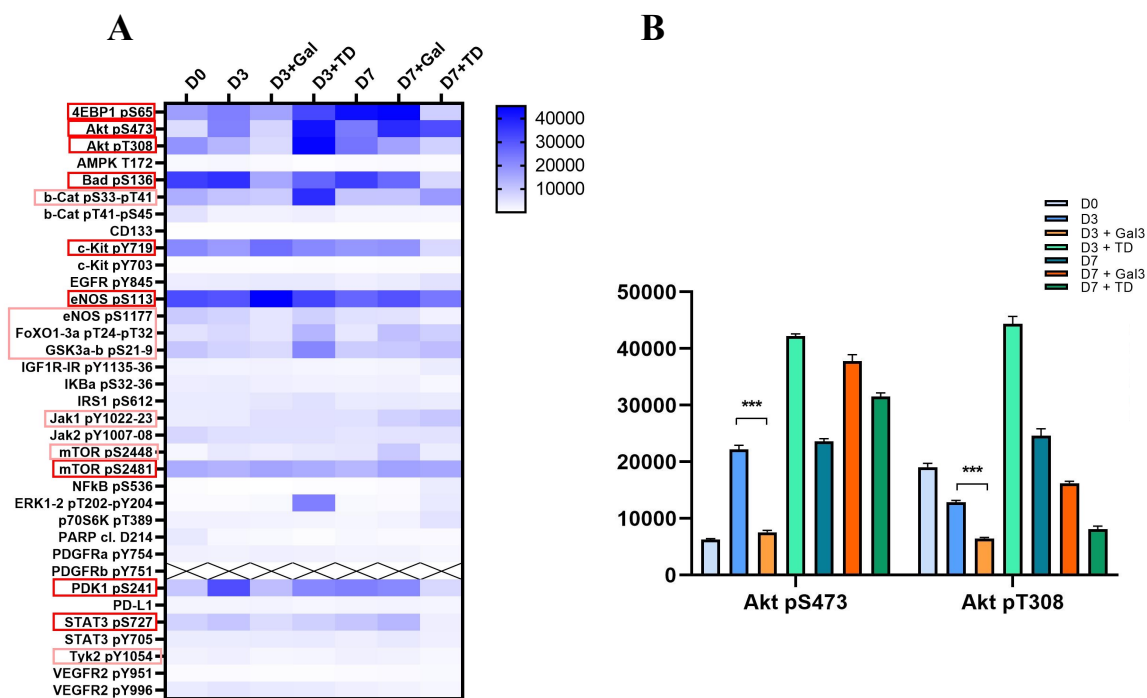 A
B
D0 D3 D3+Gal D3+TD D7 D7+Gal D7+TD
4EBP1 pS65
Akt pS473
Akt pT308
AMPK T172
Bad pS136
b-Cat pS33-pT41
b-Cat pT41-pS45
CD133
c-Kit pY719
c-Kit pY703
EGFR pY845
eNOS pS113
eNOS pS1177
FoXO1-3a pT24-pT32
GSK3a-b pS21-9
IGF1R-IR pY1135-36
IKBa pS32-36
IRS1 pS612
Jak1 pY1022-23
Jak2 pY1007-08
mTOR pS2448
mTOR pS2481
NFkB pS536
ERK1-2 pT202-pY204
p70S6K pT389
PARP cl. D214
PDGFRa pY754
PDGFRb pY751
PDK1 pS241
PD-L1
STAT3 pS727
STAT3 pY705
Tyk2 pY1054
VEGFR2 pY951
VEGFR2 pY996
40000
30000
20000
10000
D0
D3
D3 + Gal3
D3 + TD
D7
D7 + Gal3
D7 + TD
50000
40000
30000
20000
10000
0
***
***
Akt pS473 Akt pT308